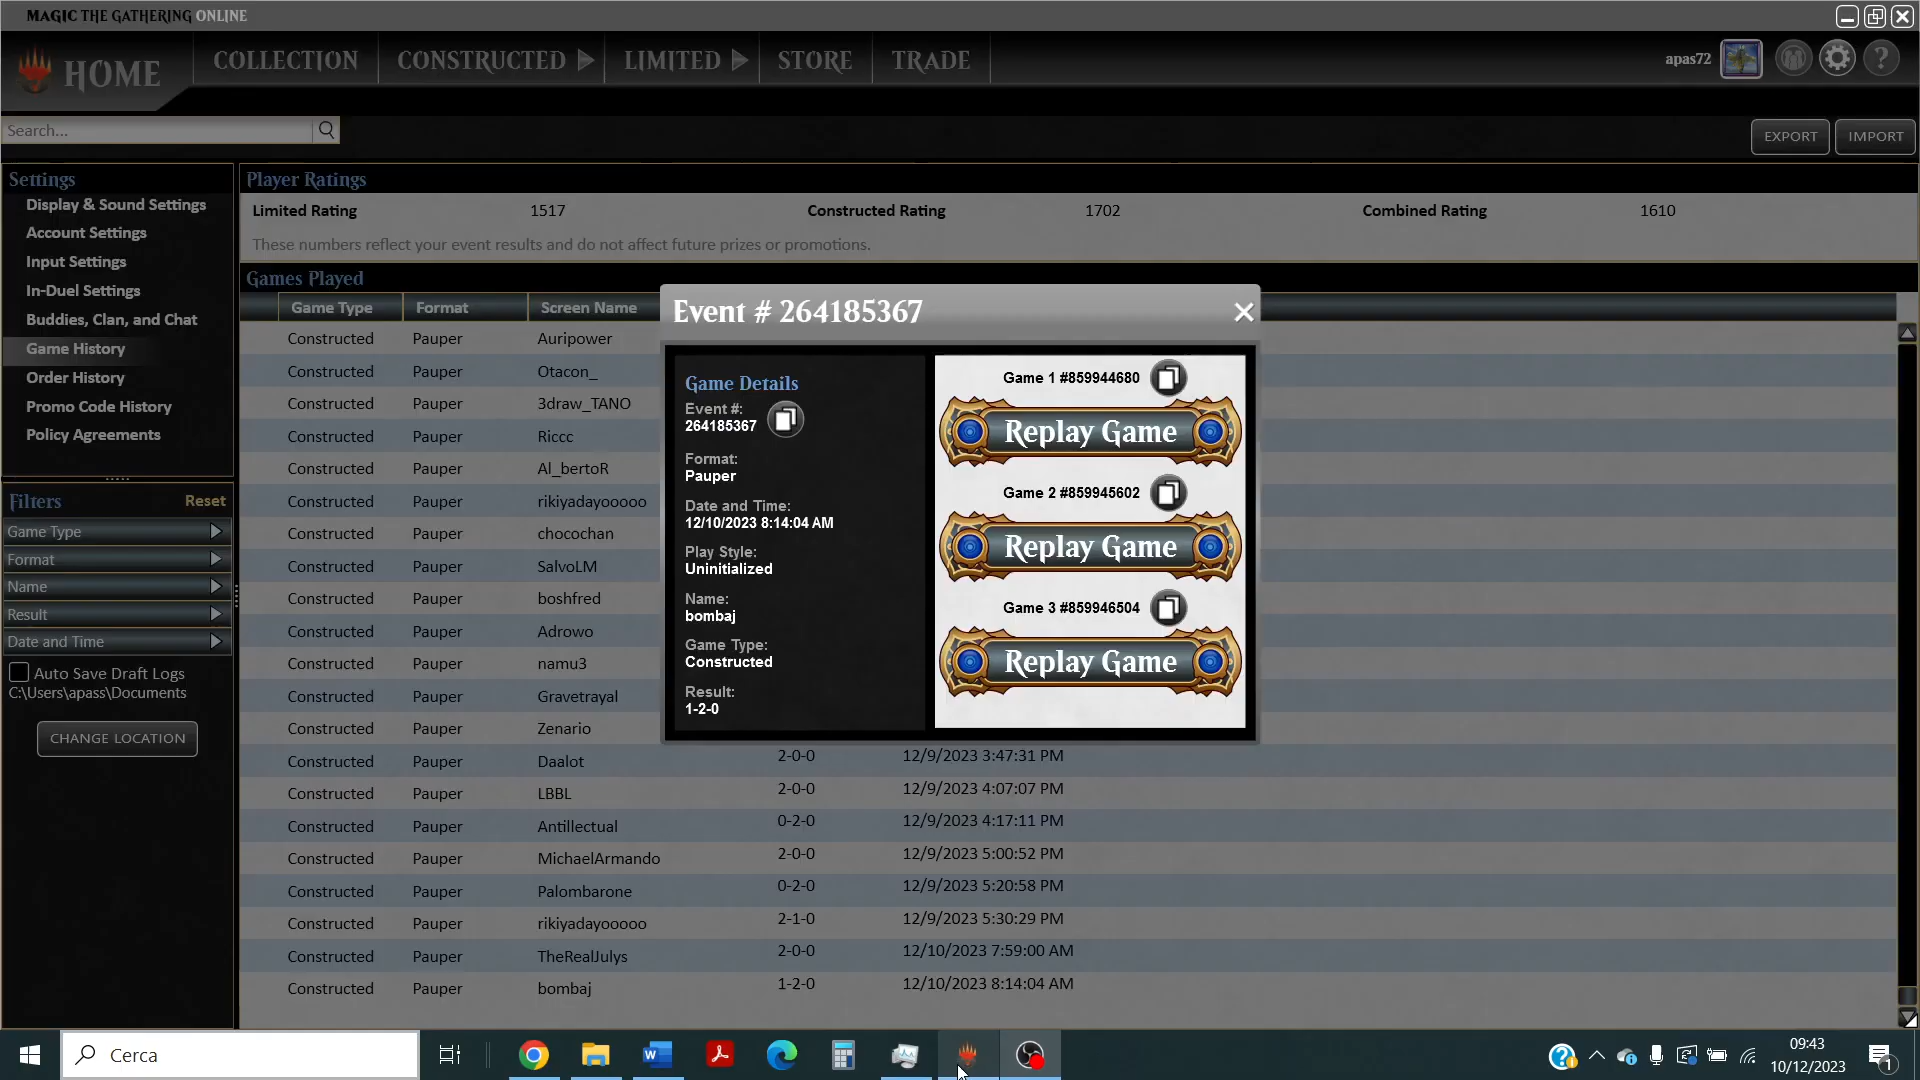 MAGIC THE GATHERING ONLINE
HOME
COLLECTION
CONSTRUCTED
LIMITED
STORE
TRADE
apas72
Search...
EXPORT
IMPORT
Settings
Display & Sound Settings
Account Settings
Input Settings
In-Duel Settings
Buddies, Clan, and Chat
Game History
Order History
Promo Code History
Policy Agreements
Filters Reset
Game Type
Format
Name
Result
Date and Time
Auto Save Draft Logs
C:\Users\apass\Documents
CHANGE LOCATION
Player Ratings
Limited Rating 1517 Constructed Rating 1702 Combined Rating 1610
These numbers reflect your event results and do not affect future prizes or promotions.
Games Played
Game Type Format Screen Name
Constructed Pauper Auripower
Constructed Pauper Otacon_
Constructed Pauper 3draw_TANO
Constructed Pauper Riccc
Constructed Pauper Al_bertoR
Constructed Pauper rikiyadayooooo
Constructed Pauper chocochan
Constructed Pauper SalvoLM
Constructed Pauper boshfred
Constructed Pauper Adrowo
Constructed Pauper namu3
Constructed Pauper Gravetrayal
Constructed Pauper Zenario
Constructed Pauper Daalot 2-0-0 12/9/2023 3:47:31 PM
Constructed Pauper LBBL 2-0-0 12/9/2023 4:07:07 PM
Constructed Pauper Antillectual 0-2-0 12/9/2023 4:17:11 PM
Constructed Pauper MichaelArmando 2-0-0 12/9/2023 5:00:52 PM
Constructed Pauper Palombarone 0-2-0 12/9/2023 5:20:58 PM
Constructed Pauper rikiyadayooooo 2-1-0 12/9/2023 5:30:29 PM
Constructed Pauper TheRealJulys 2-0-0 12/10/2023 7:59:00 AM
Constructed Pauper bombaj 1-2-0 12/10/2023 8:14:04 AM
Event # 264185367
Game Details
Event #:
264185367
Format:
Pauper
Date and Time:
12/10/2023 8:14:04 AM
Play Style:
Uninitialized
Name:
bombaj
Game Type:
Constructed
Result:
1-2-0
Game 1 #859944680
Replay Game
Game 2 #859945602
Replay Game
Game 3 #859946504
Replay Game
Cerca
09:43
10/12/2023
1